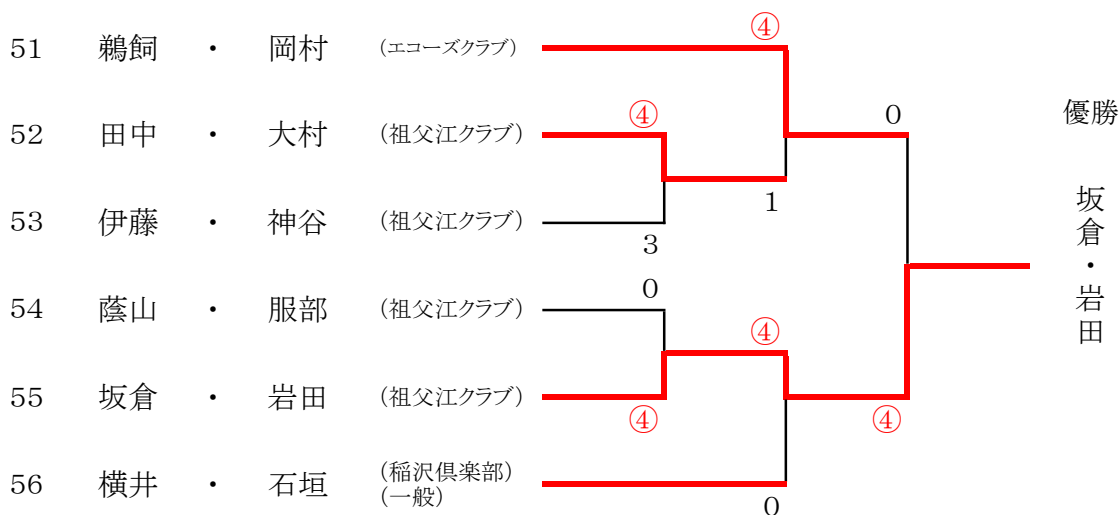 51 鵜飼 ・ 岡村 (エコーズクラブ)
52 田中 ・ 大村 (祖父江クラブ)
53 伊藤 ・ 神谷 (祖父江クラブ)
54 蔭山 ・ 服部 (祖父江クラブ)
55 坂倉 ・ 岩田 (祖父江クラブ)
56 横井 ・ 石垣 (稲沢倶楽部)
(一般)
④
④
3
0
④
1
④
0
0
④
優勝
坂倉・岩田